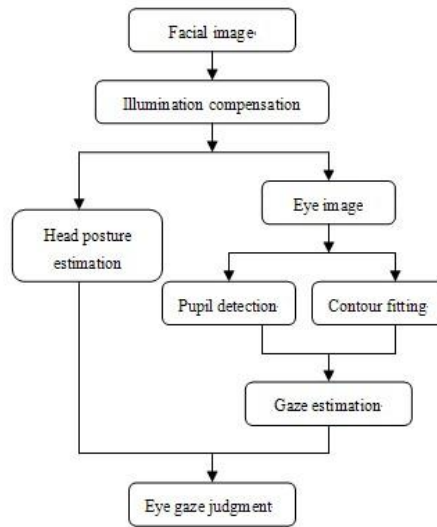 Facial image
Illumination compensation
Eye image
Head posture
estimation
Pupil detection
Contour fitting
Gaze estimation
Eye gaze judgment